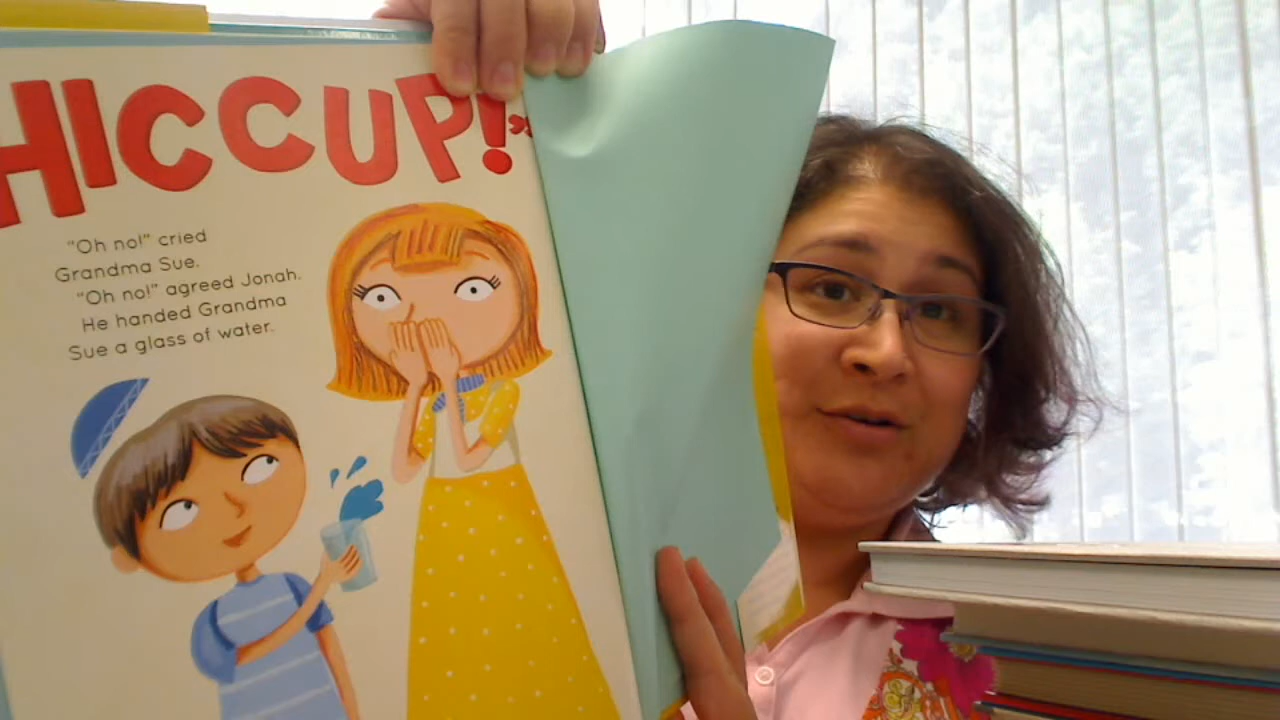 HICCUP!
"Oh no!" cried
Grandma Sue.
"Oh no!" agreed Jonah.
He handed Grandma
Sue a glass of water.